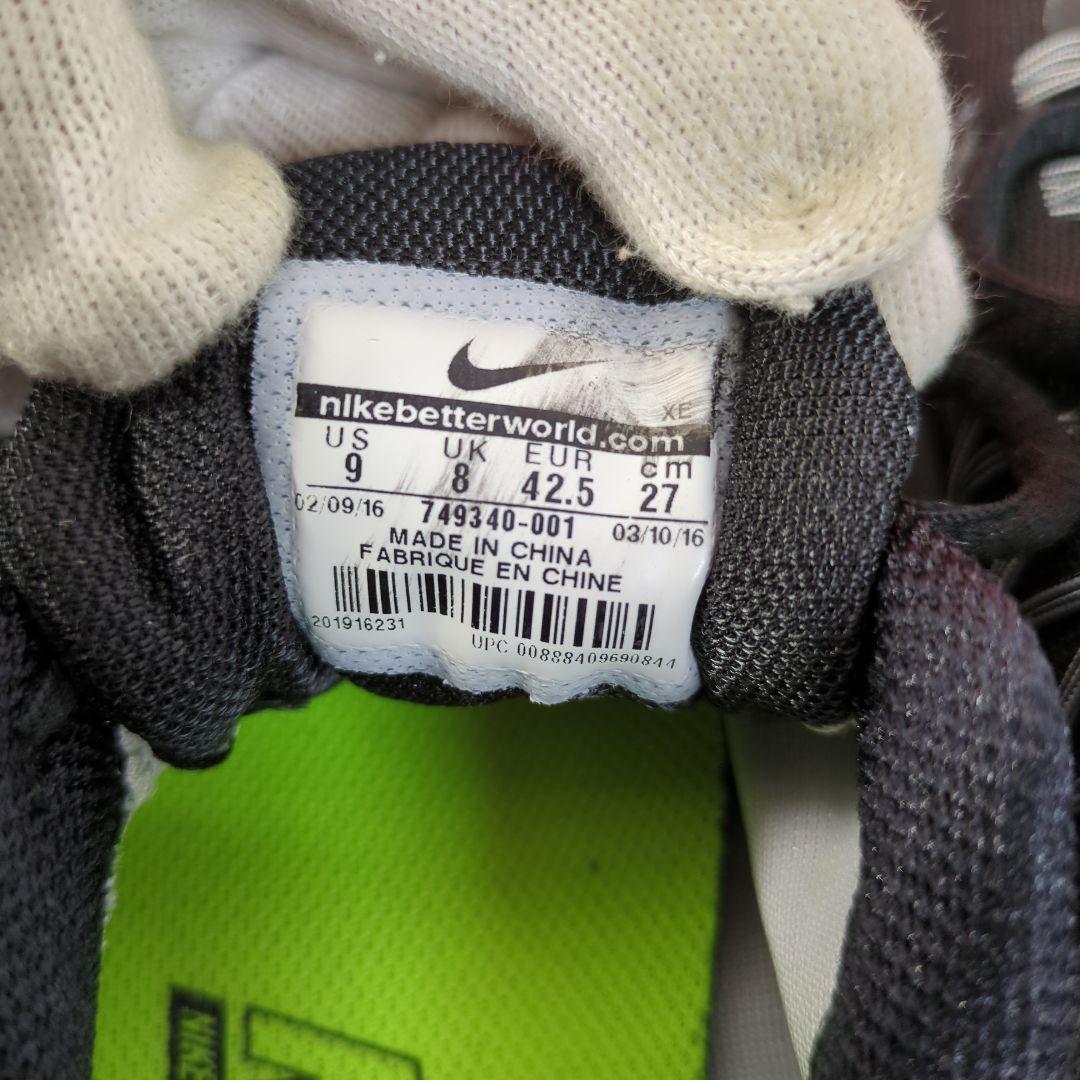 XE
nikebetterworld.com
US UK EUR cm
9 8 42.5 27
02/09/16 749340-001 03/10/16
MADE IN CHINA
FABRIQUE EN CHINE
201916231
UPC 00888409690844
NIKE